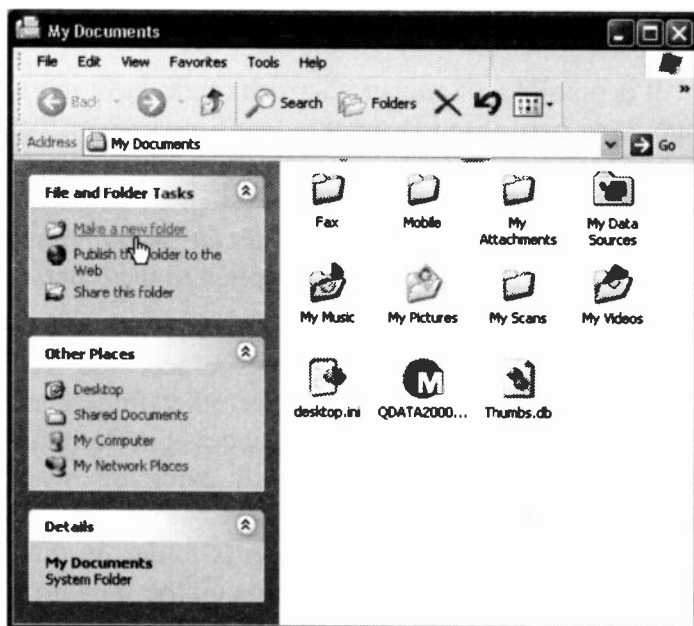 My Documents
File Edit View Favorites Tools Help
Back Search Folders »
Address My Documents Go
File and Folder Tasks
Make a new folder
Publish this folder to the
Web
Share this folder
Other Places
Desktop
Shared Documents
My Computer
My Network Places
Details
My Documents
System Folder
Fax Mobile My
Attachments My Data
Sources
My Music My Pictures My Scans My Videos
desktop.ini QDATA2000... Thumbs.db
M